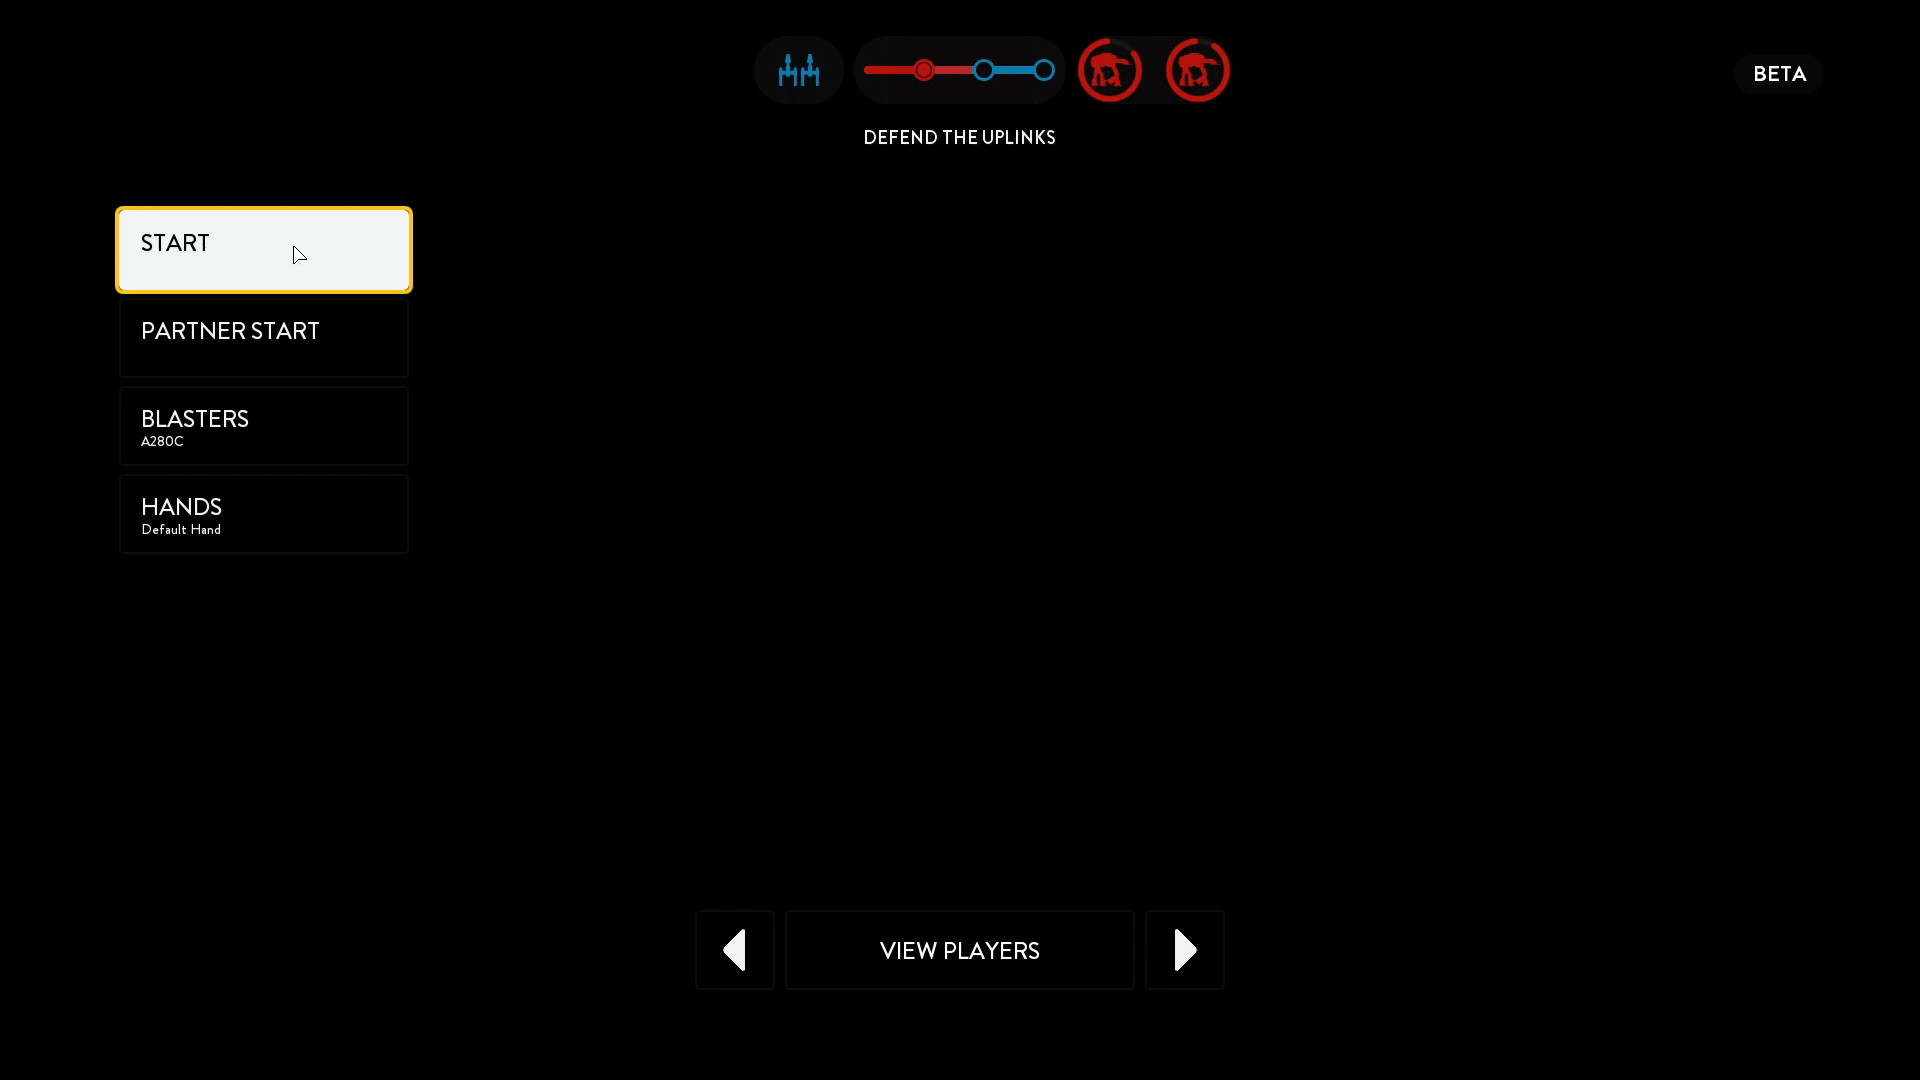 BETA
DEFEND THE UPLINKS
START
PARTNER START
BLASTERS
A280C
HANDS
Default Hand
VIEW PLAYERS